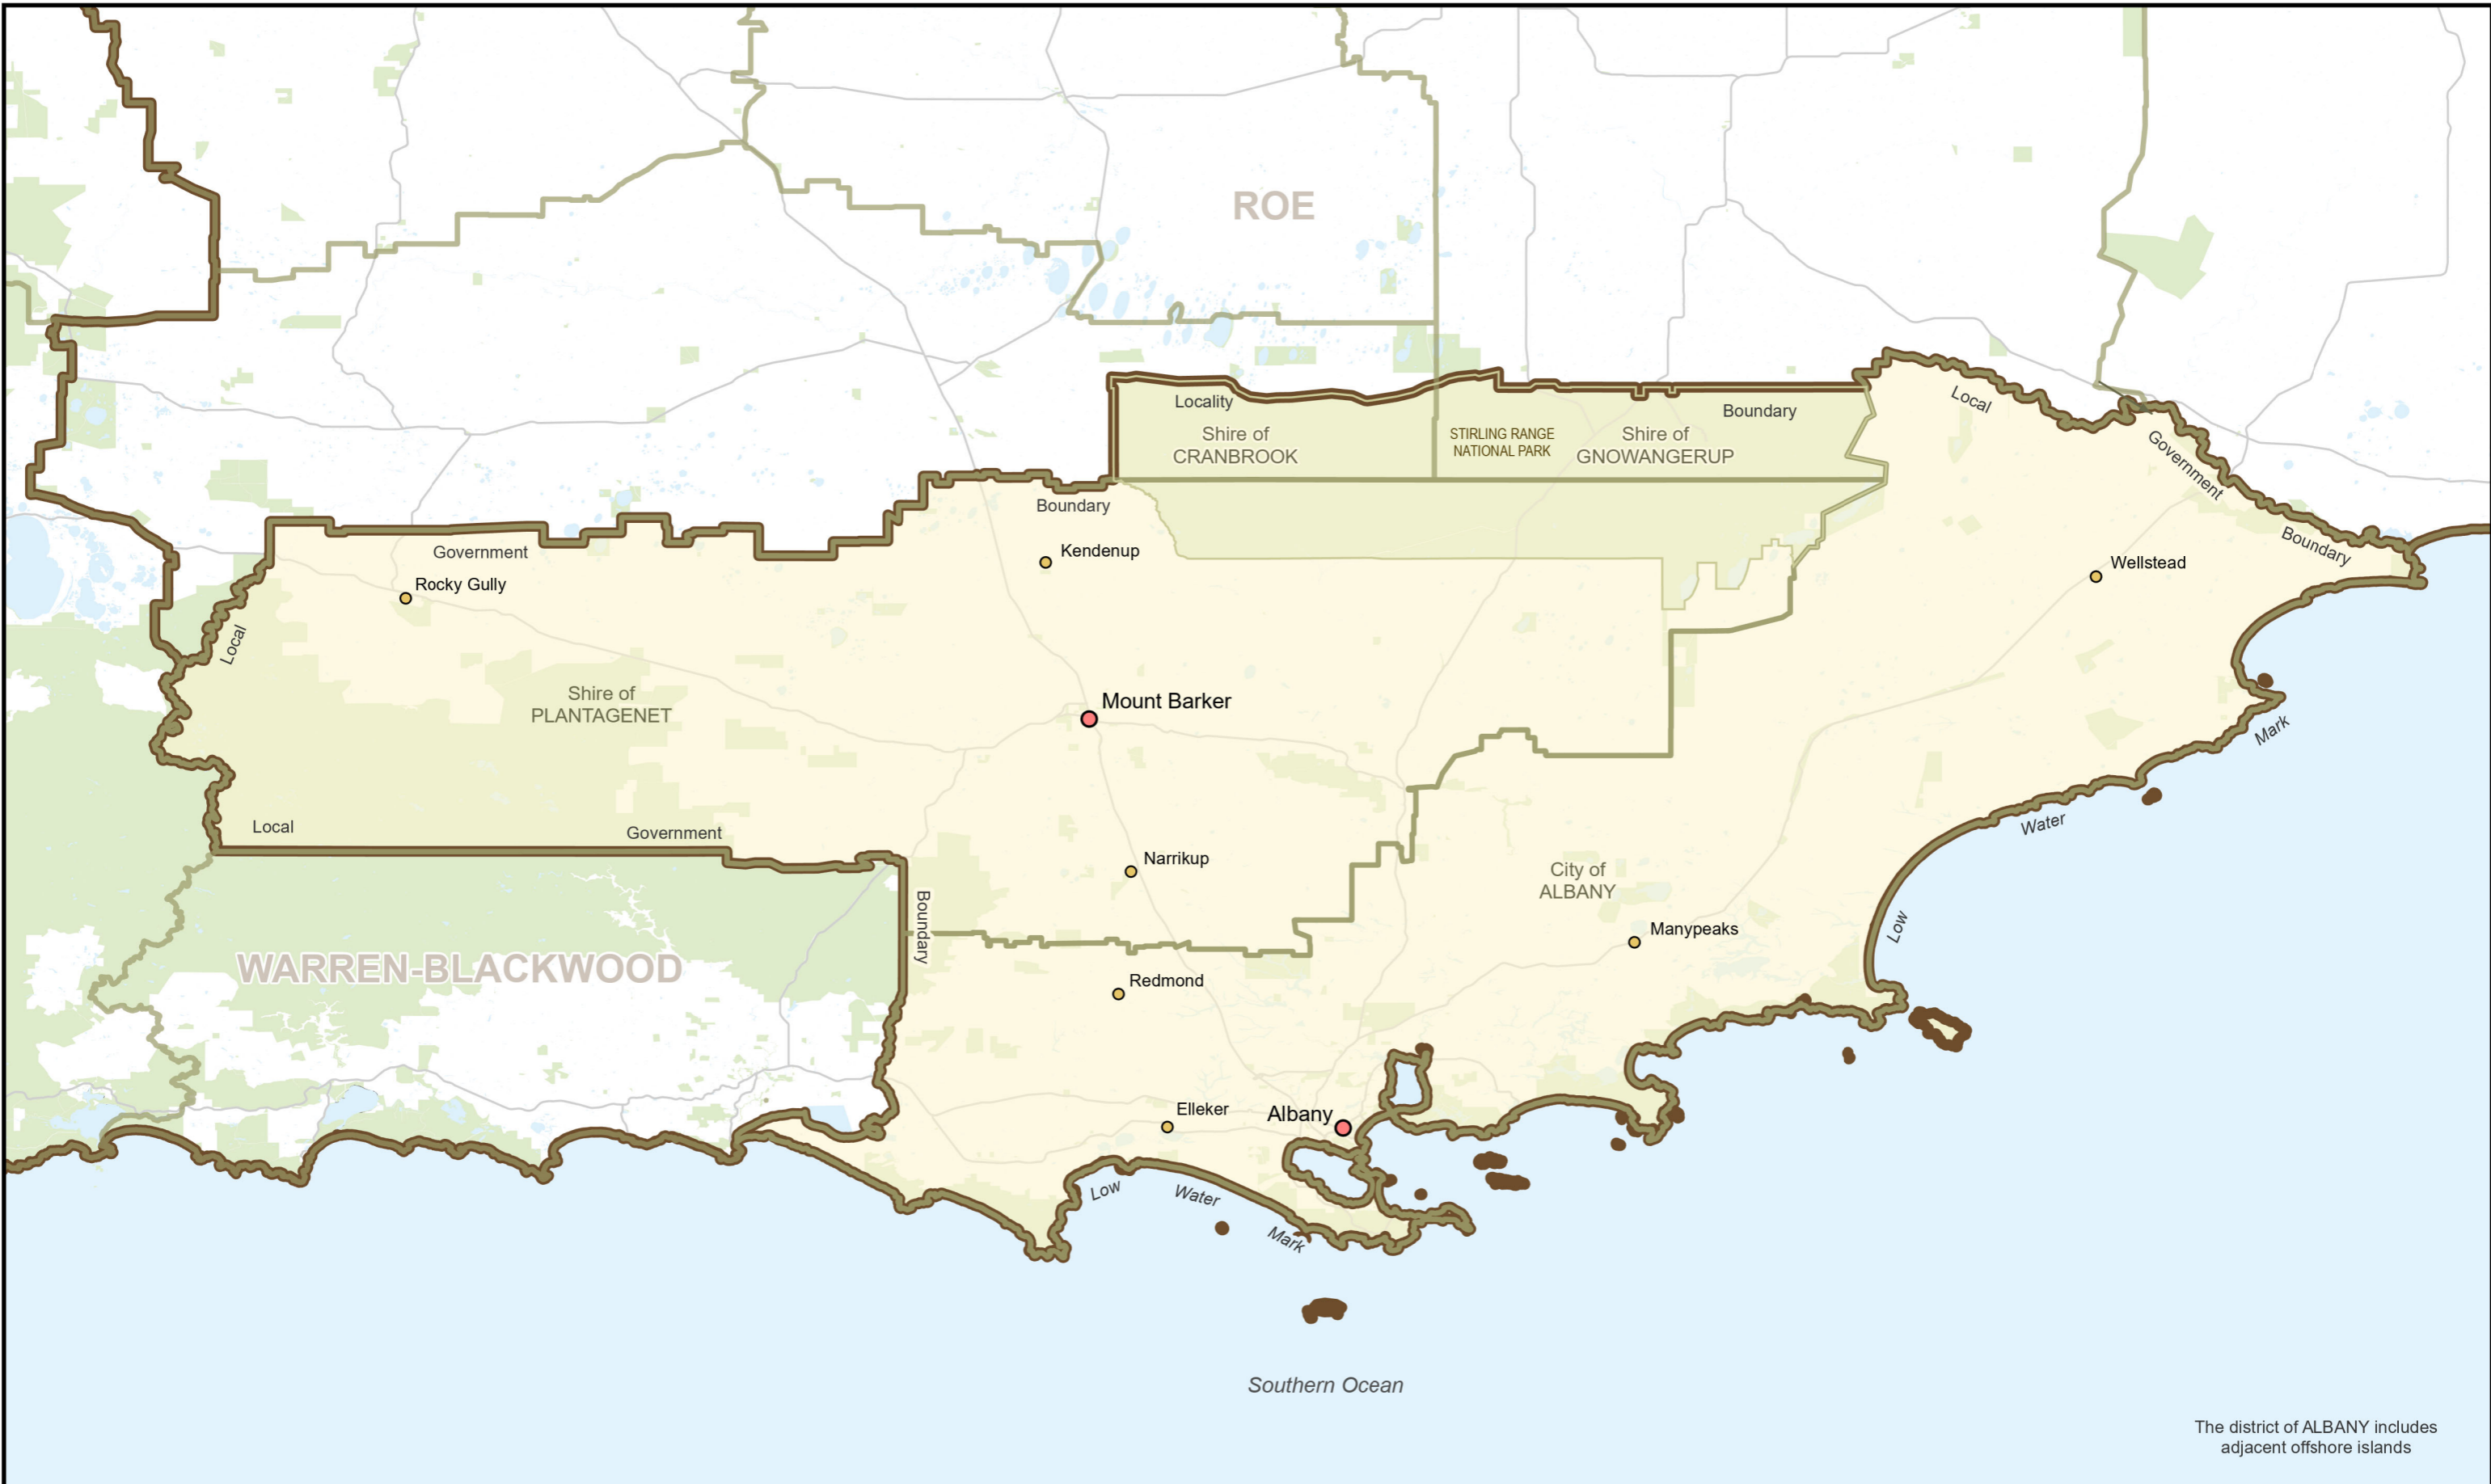 ROE
Locality
Boundary
Local
Shire of
CRANBROOK
STIRLING RANGE
NATIONAL PARK
Shire of
GNOWANGERUP
Government
Boundary
Boundary
Government
Kendenup
Wellstead
Rocky Gully
Local
Shire of
PLANTAGENET
Mount Barker
Mark
Water
Local
Government
Narrikup
City of
ALBANY
Boundary
Manypeaks
Low
WARREN-BLACKWOOD
Redmond
Elleker
Albany
Low
Water
Mark
Southern Ocean
The district of ALBANY includes
adjacent offshore islands